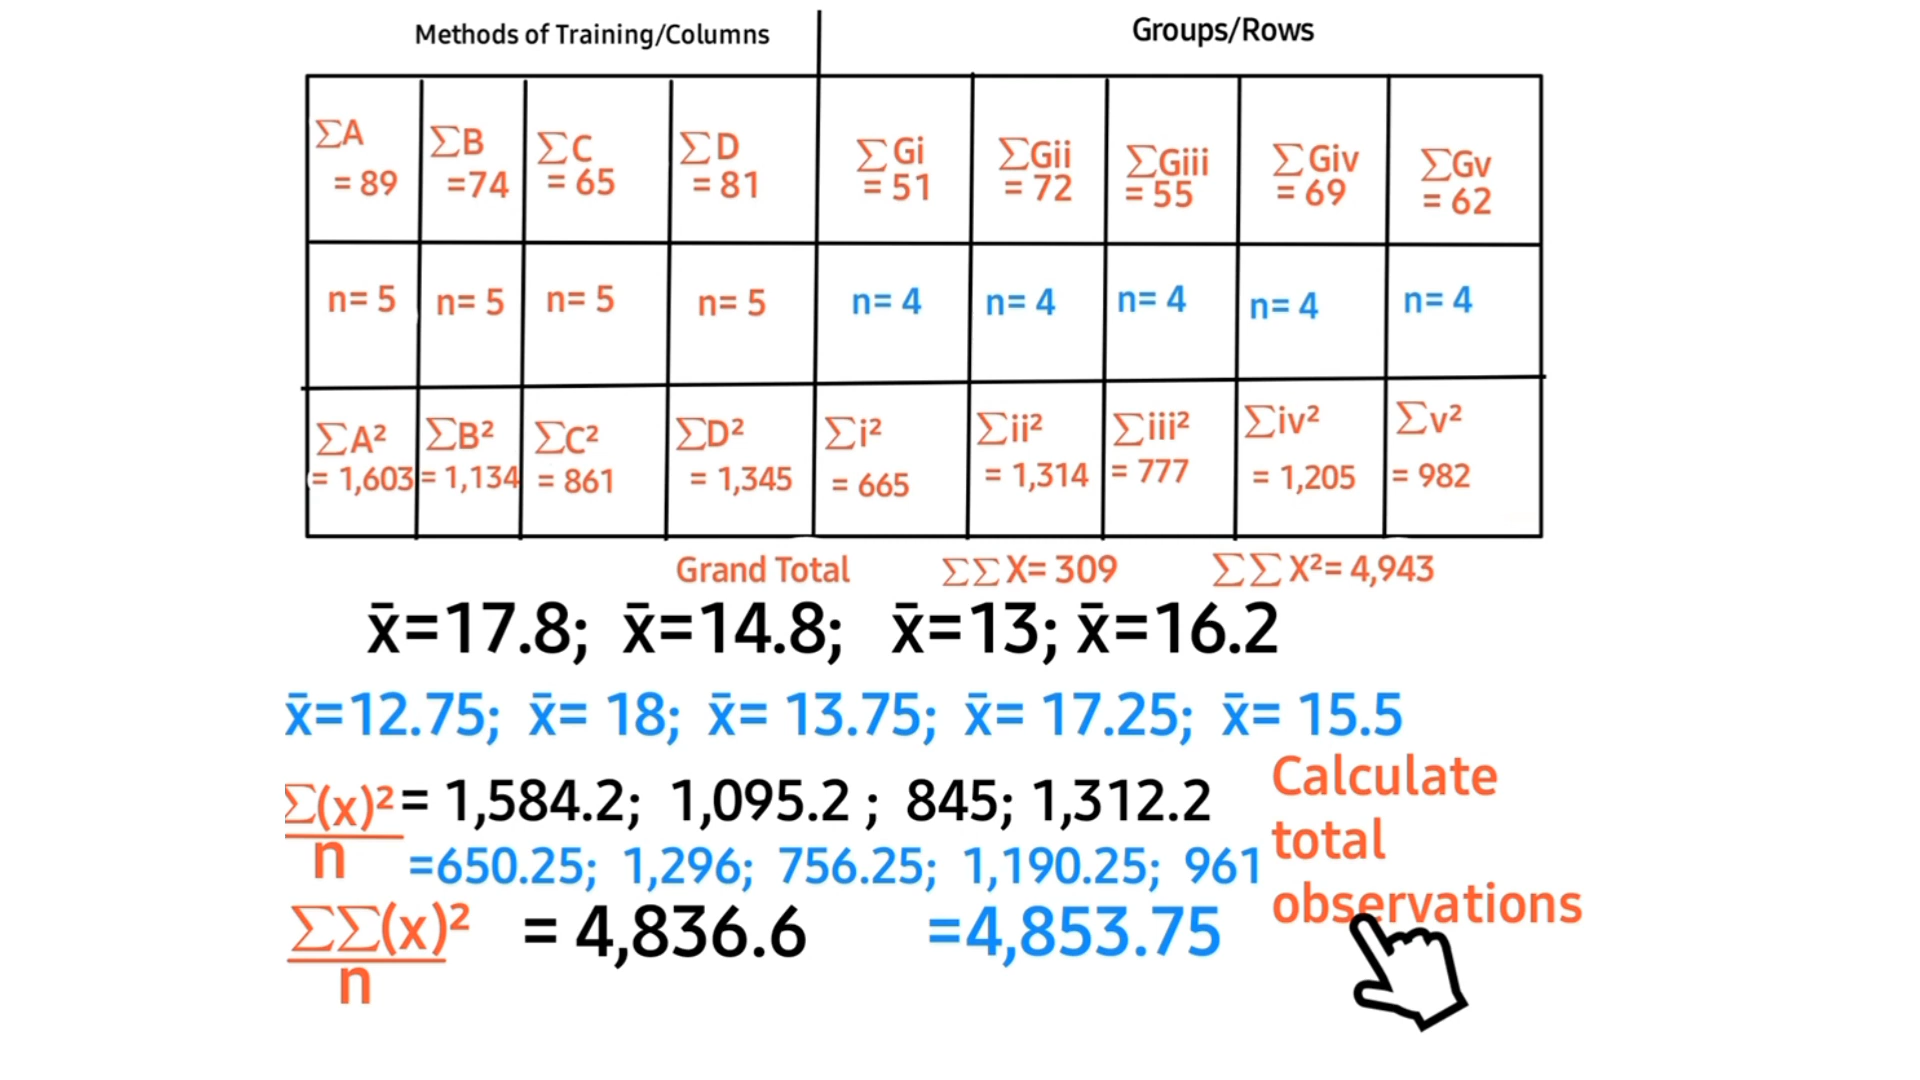 Methods of Training/Columns Groups/Rows
∑A ∑B ∑C ∑D ∑Gi ∑Gii ∑Giii ∑Giv ∑Gv
= 89 =74 = 65 = 81 = 51 = 72 = 55 = 69 = 62
n= 5 n= 5 n= 5 n= 5 n= 4 n= 4 n= 4 n= 4 n= 4
∑A² ∑B² ∑C² ∑D² ∑i² ∑ii² ∑iii² ∑iv² ∑v²
= 1,603 = 1,134 = 861 = 1,345 = 665 = 1,314 = 777 = 1,205 = 982
Grand Total ∑∑X= 309 ∑∑X²= 4,943
x̄=17.8; x̄=14.8; x̄=13; x̄=16.2
x̄=12.75; x̄= 18; x̄= 13.75; x̄= 17.25; x̄= 15.5
∑(x)² = 1,584.2; 1,095.2 ; 845; 1,312.2
n =650.25; 1,296; 756.25; 1,190.25; 961
∑∑(x)² = 4,836.6 =4,853.75
n
Calculate
total
observations